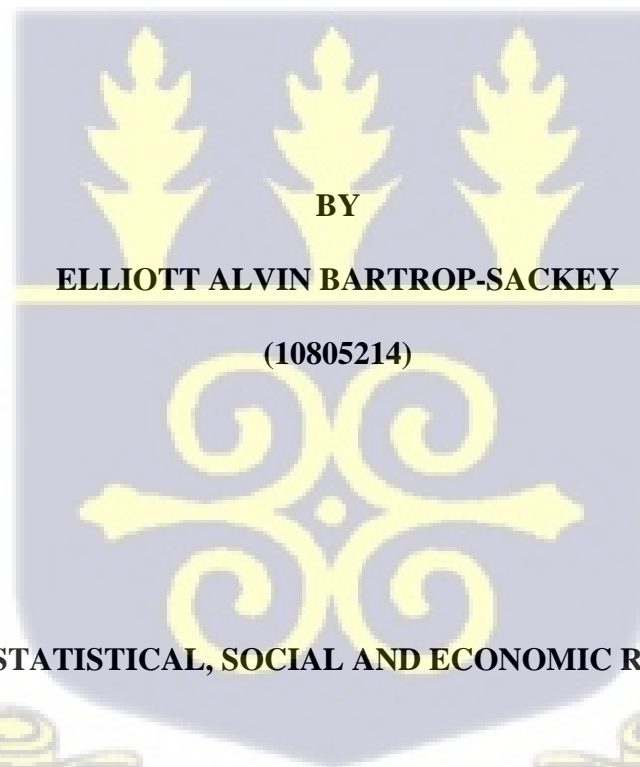 BY
ELLIOTT ALVIN BARTROP-SACKEY
(10805214)
STATISTICAL, SOCIAL AND ECONOMIC R